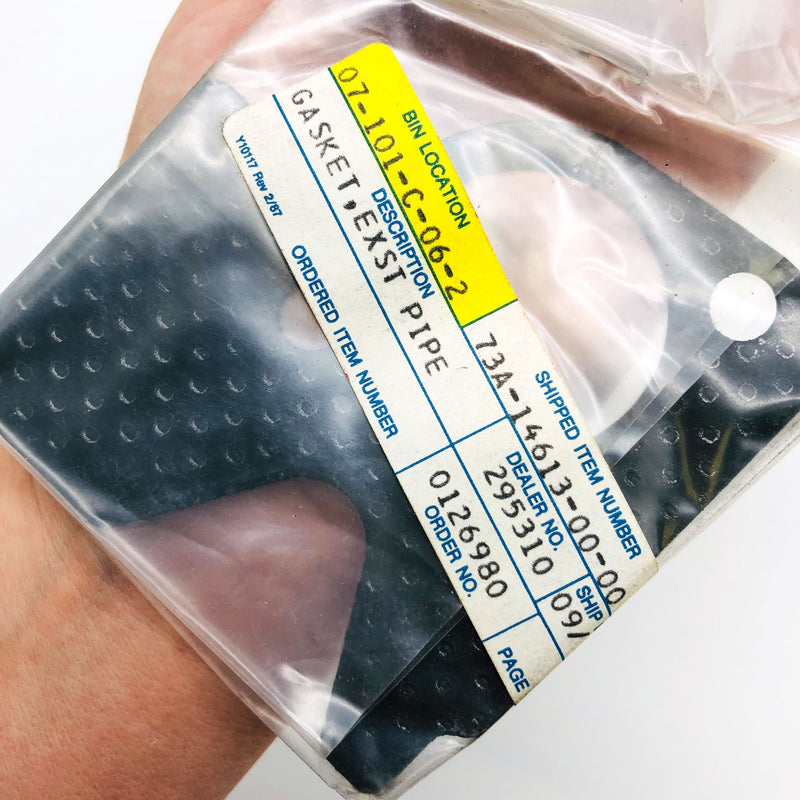 BIN LOCATION
07-101-C-06-2
SHIPPED ITEM NUMBER
73A-14613-00-00
DESCRIPTION
GASKET,EXST PIPE
DEALER NO.
295310
SHIP
09/
ORDERED ITEM NUMBER
ORDER NO.
0126980
PAGE
Y10117 Rev 2/87